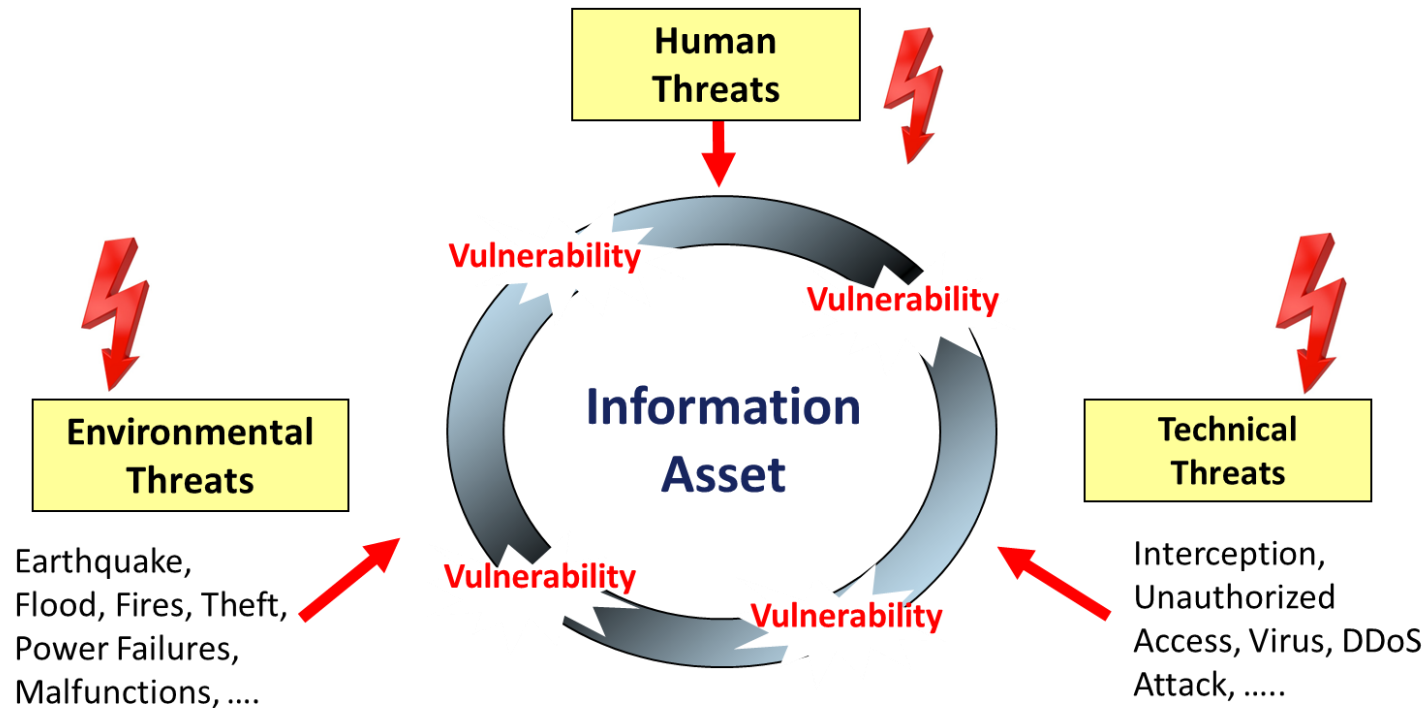 Human
Threats
Vulnerability
Vulnerability
Information
Asset
Environmental
Threats
Technical
Threats
Earthquake,
Flood, Fires, Theft,
Power Failures,
Malfunctions, ....
Vulnerability
Vulnerability
Interception,
Unauthorized
Access, Virus, DDoS
Attack, .....